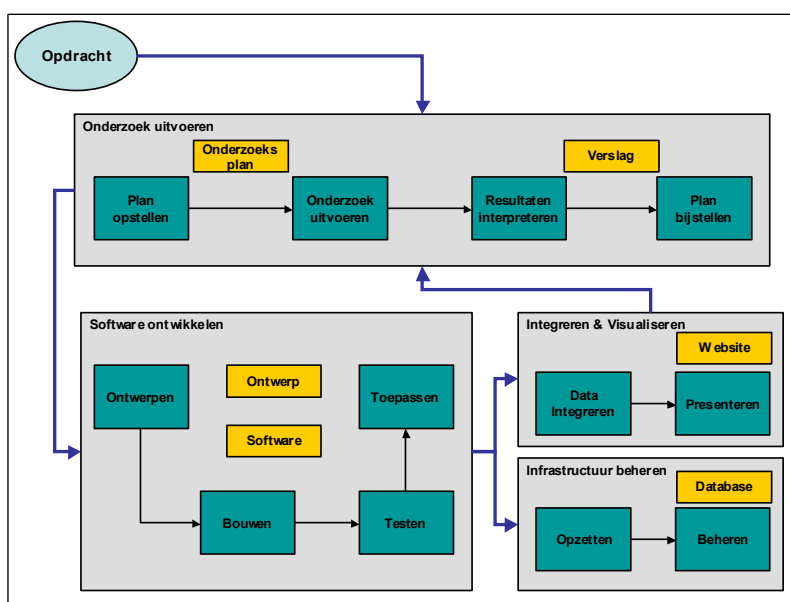 Opdracht
Onderzoek uitvoeren
Onderzoeks
plan
Verslag
Plan
opstellen
Onderzoek
uitvoeren
Resultaten
interpreteren
Plan
bijstellen
Software ontwikkelen
Ontwerpen
Ontwerp
Toepassen
Software
Bouwen
Testen
Integreren & Visualiseren
Website
Data
Integreren
Presenteren
Infrastructuur beheren
Database
Opzetten
Beheren